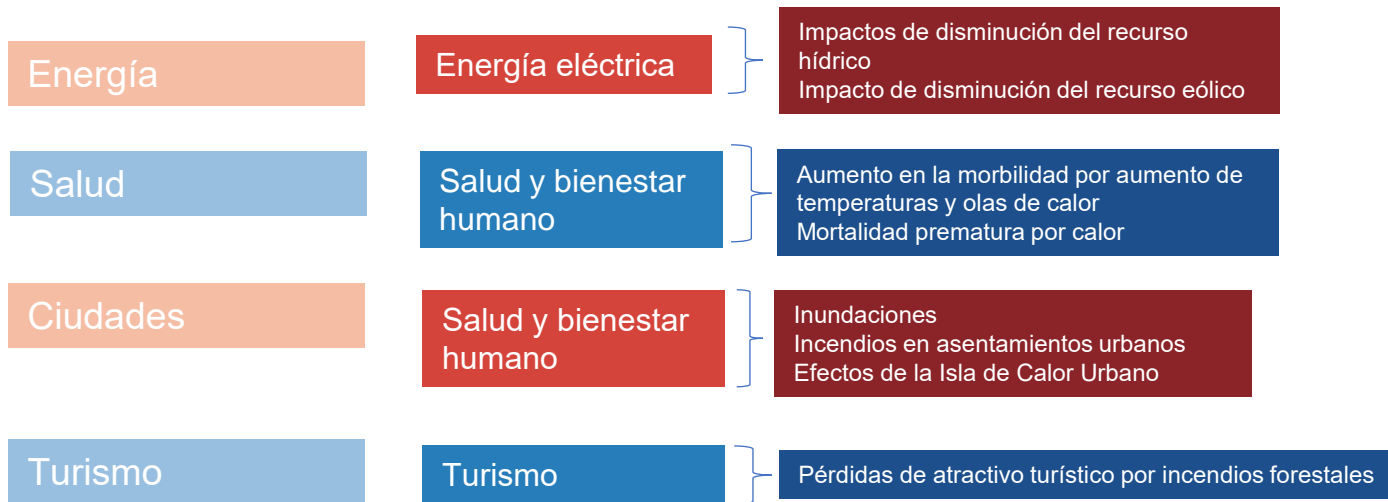 Energía
Energía eléctrica
Impactos de disminución del recurso
hídrico
Impacto de disminución del recurso eólico
Salud
Salud y bienestar
humano
Aumento en la morbilidad por aumento de
temperaturas y olas de calor
Mortalidad prematura por calor
Ciudades
Salud y bienestar
humano
Inundaciones
Incendios en asentamientos urbanos
Efectos de la Isla de Calor Urbano
Turismo
Turismo
Pérdidas de atractivo turístico por incendios forestales